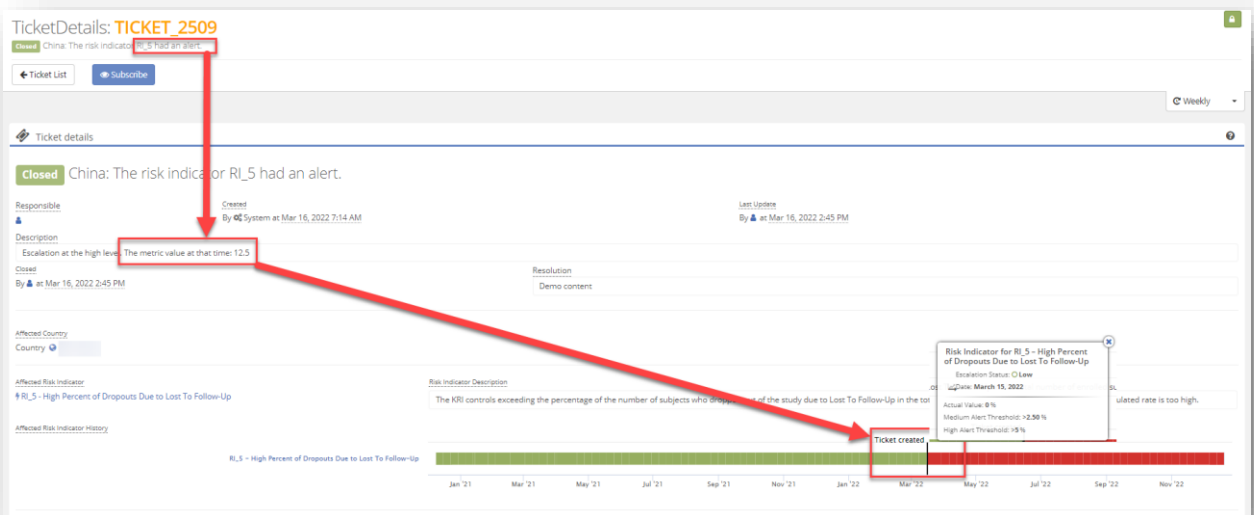 TicketDetails: TICKET_2509
Closed China: The risk indicator RI_5 had an alert.
Ticket List
Subscribe
Weekly
Ticket details
Closed China: The risk indicator RI_5 had an alert.
Responsible
Created
Last Update
By System at Mar 16, 2022 7:14 AM
By at Mar 16, 2022 2:45 PM
Description
Escalation at the high level. The metric value at that time: 12.5
Closed
Resolution
By at Mar 16, 2022 2:45 PM
Demo content
Affected Country
Country
Risk Indicator for RI_5 – High Percent
of Dropouts Due to Lost To Follow-Up
Escalation Status: Low
Date: March 15, 2022
Actual Value: 0 %
Medium Alert Threshold: >2.50 %
High Alert Threshold: >5 %
Affected Risk Indicator
Risk Indicator Description
RI_5 - High Percent of Dropouts Due to Lost To Follow-Up
The KRI controls exceeding the percentage of the number of subjects who of the study due to Lost To Follow-Up in the ulated rate is too high.
Affected Risk Indicator History
Ticket created
RI_5 – High Percent of Dropouts Due to Lost To Follow-Up
Jan '21 Mar '21 May '21 Jul '21 Sep '21 Nov '21 Jan '22 Mar '22 May '22 Jul '22 Sep '22 Nov '22